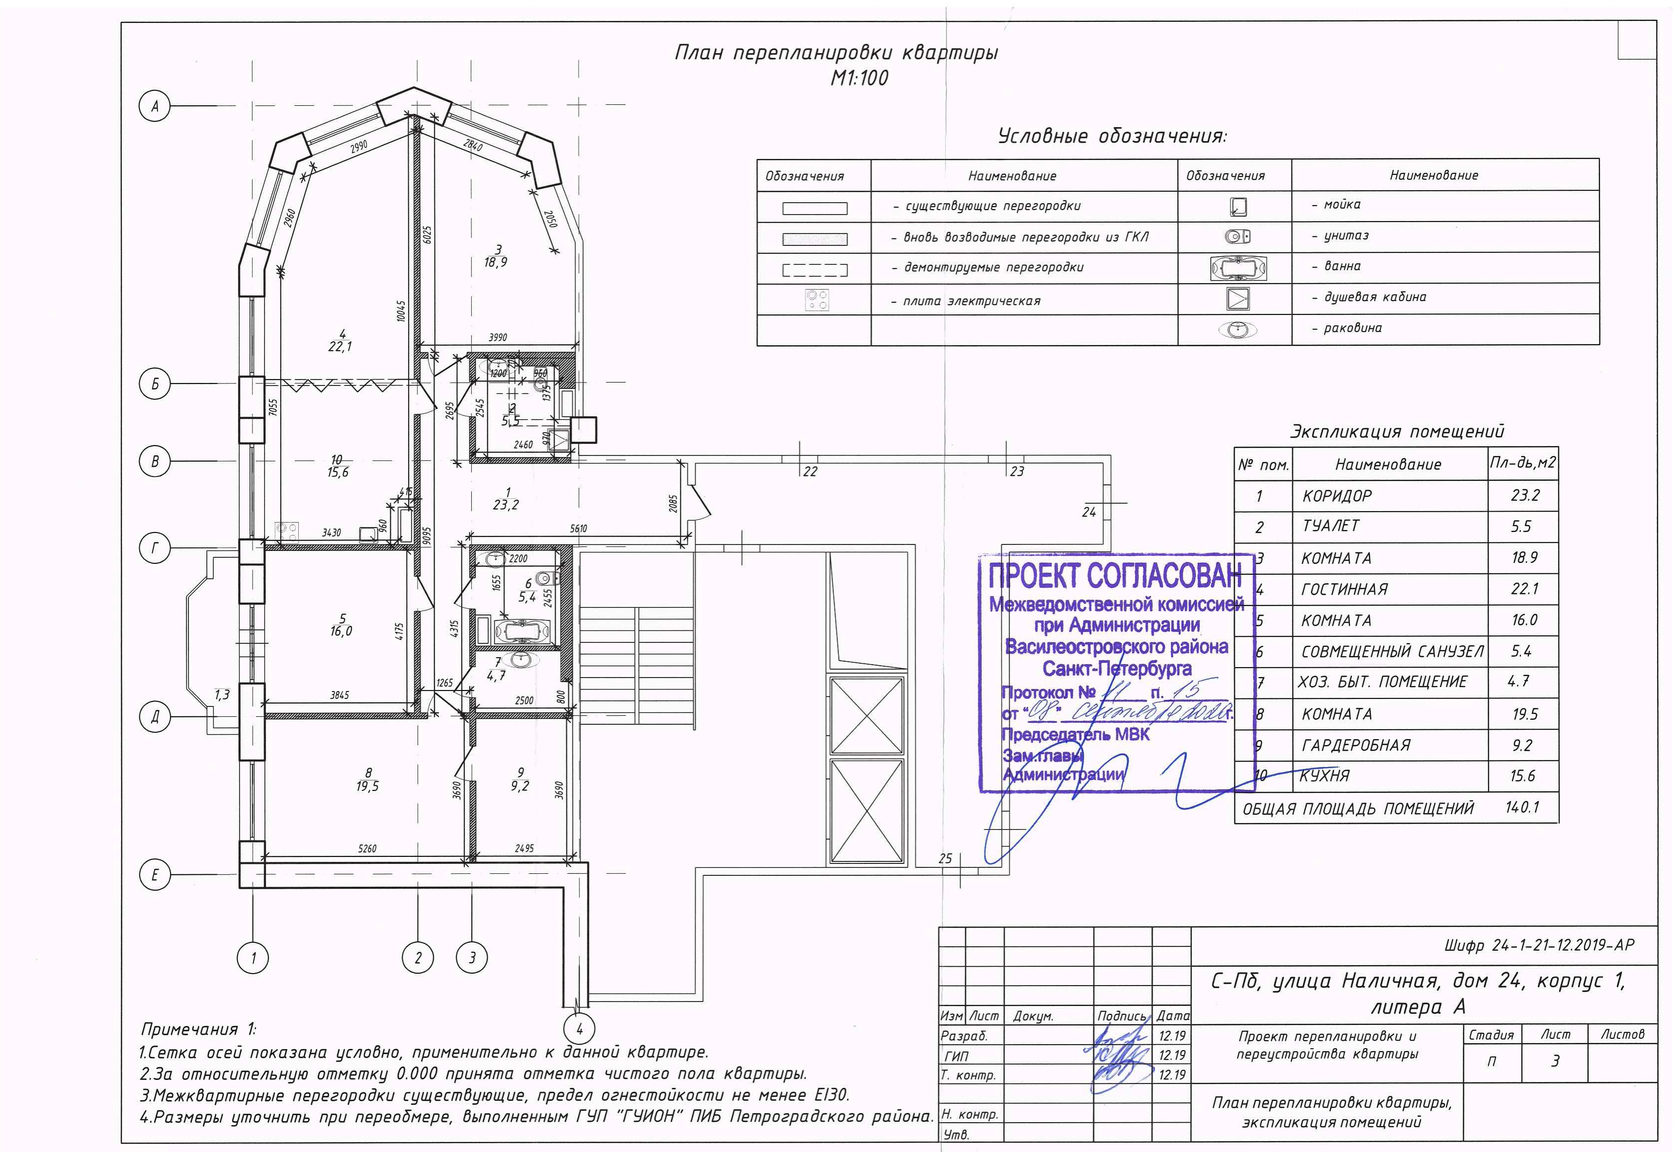 План перепланировки квартиры
М1:100
Условные обозначения:
Обозначения Наименование Обозначения Наименование
- существующие перегородки - мойка
- вновь возводимые перегородки из ГКЛ - унитаз
- демонтируемые перегородки - ванна
- плита электрическая - душевая кабина
- раковина
А
Б
В
Г
Д
Е
1
2
3
4
2990
2840
2960
2050
6025
3
18,9
10045
3990
4
22,1
7055
2695
2545
1200
960
1375
2
5,5
2460
970
10
15,6
415
960
3430
9095
1
23,2
5610
2085
22
23
24
25
2200
1655
6
5,4
2455
4315
5
16,0
4175
3845
1,3
7
4,7
1265
2500
800
8
19,5
3690
9
9,2
3690
5260
2495
Экспликация помещений
№ пом. Наименование Пл-дь,м2
1 КОРИДОР 23.2
2 ТУАЛЕТ 5.5
3 КОМНАТА 18.9
4 ГОСТИННАЯ 22.1
5 КОМНАТА 16.0
6 СОВМЕЩЕННЫЙ САНУЗЕЛ 5.4
7 ХОЗ. БЫТ. ПОМЕЩЕНИЕ 4.7
8 КОМНАТА 19.5
9 ГАРДЕРОБНАЯ 9.2
10 КУХНЯ 15.6
ОБЩАЯ ПЛОЩАДЬ ПОМЕЩЕНИЙ 140.1
ПРОЕКТ СОГЛАСОВАН
Межведомственной комиссией
при Администрации
Василеостровского района
Санкт-Петербурга
Протокол № 11 п. 15
от "08" сентября 2020 г.
Председатель МВК
Зам.главы
Администрации
Примечания 1:
1.Сетка осей показана условно, применительно к данной квартире.
2.За относительную отметку 0.000 принята отметка чистого пола квартиры.
3.Межквартирные перегородки существующие, предел огнестойкости не менее EI30.
4.Размеры уточнить при переобмере, выполненным ГУП "ГУИОН" ПИБ Петроградского района.
Шифр 24-1-21-12.2019-АР
С-Пб, улица Наличная, дом 24, корпус 1,
литера А
Изм Лист Докум. Подпись Дата
Разраб. 12.19
ГИП 12.19
Т. контр. 12.19
Н. контр.
Утв.
Проект перепланировки и
переустройства квартиры
Стадия Лист Листов
П 3
План перепланировки квартиры,
экспликация помещений